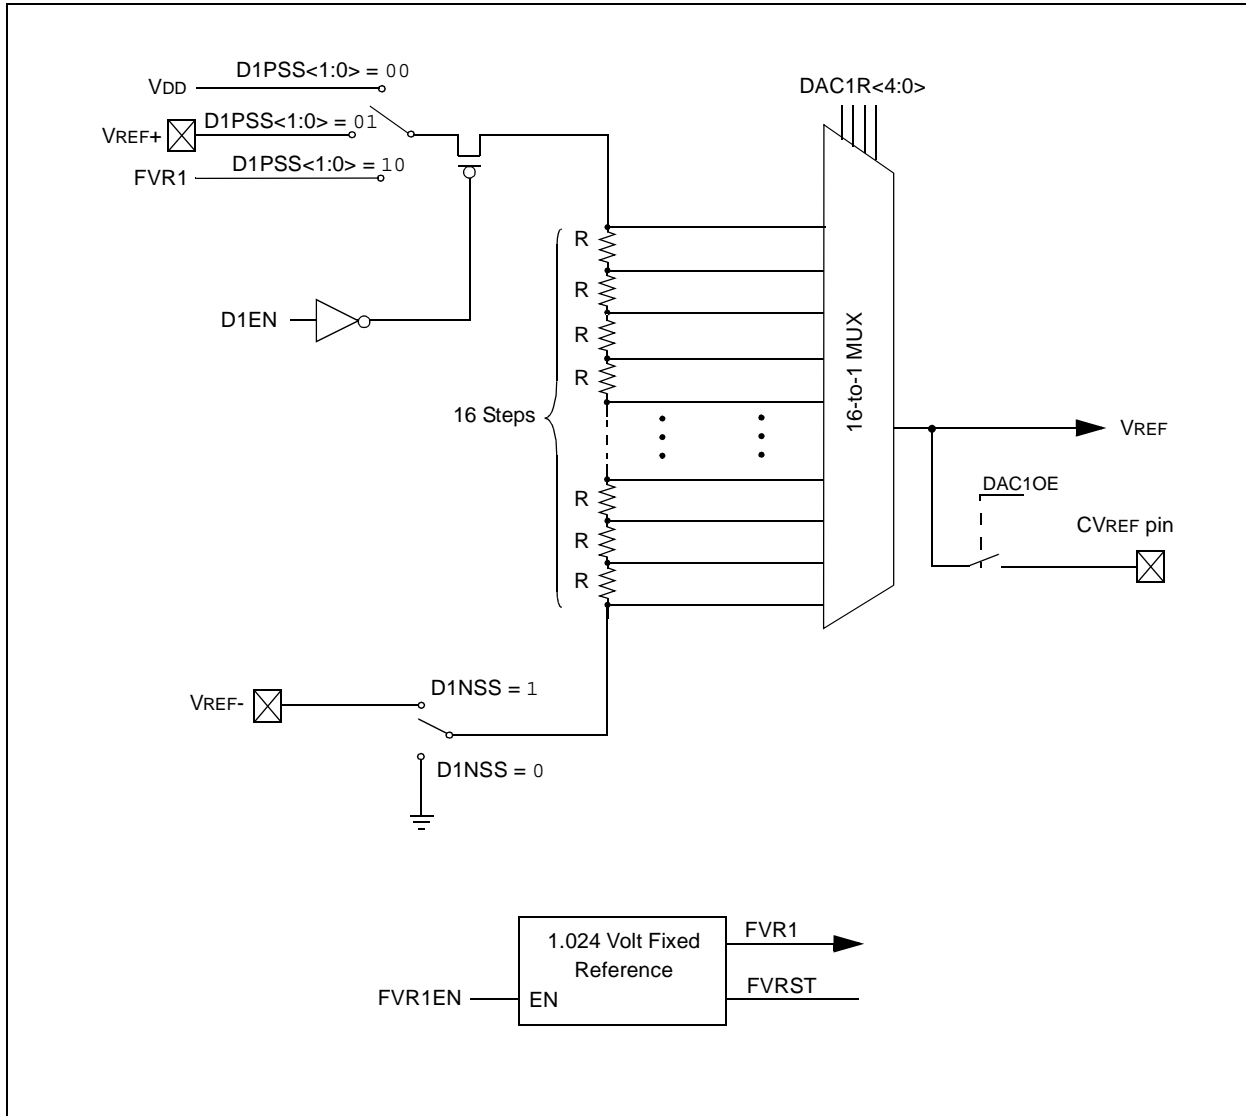 D1PSS<1:0> = 00
VDD
DAC1R<4:0>
D1PSS<1:0> = 01
VREF+
D1PSS<1:0> = 10
FVR1
R
R
D1EN
R
R
16 Steps
16-to-1 MUX
VREF
R
DAC1OE
CVREF pin
R
R
D1NSS = 1
VREF-
D1NSS = 0
1.024 Volt Fixed
Reference
FVR1
FVR1EN
EN
FVRST